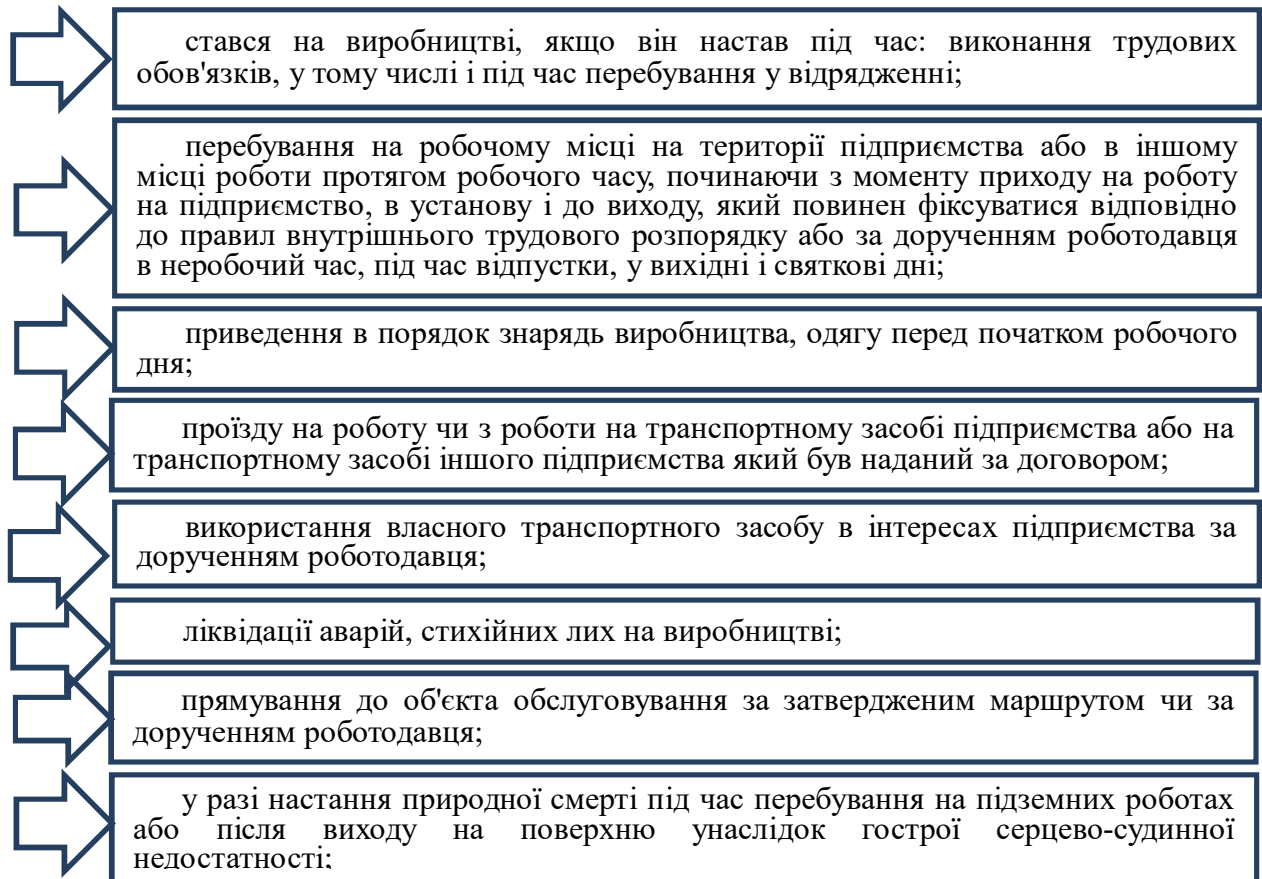 стався на виробництві, якщо він настав під час: виконання трудових
обов'язків, у тому числі і під час перебування у відрядженні;
перебування на робочому місці на території підприємства або в іншому
місці роботи протягом робочого часу, починаючи з моменту приходу на роботу
на підприємство, в установу і до виходу, який повинен фіксуватися відповідно
до правил внутрішнього трудового розпорядку або за дорученням роботодавця
в неробочий час, під час відпустки, у вихідні і святкові дні;
приведення в порядок знарядь виробництва, одягу перед початком робочого
дня;
проїзду на роботу чи з роботи на транспортному засобі підприємства або на
транспортному засобі іншого підприємства який був наданий за договором;
використання власного транспортного засобу в інтересах підприємства за
дорученням роботодавця;
ліквідації аварій, стихійних лих на виробництві;
прямування до об'єкта обслуговування за затвердженим маршрутом чи за
дорученням роботодавця;
у разі настання природної смерті під час перебування на підземних роботах
або після виходу на поверхню унаслідок гострої серцево-судинної
недостатності;